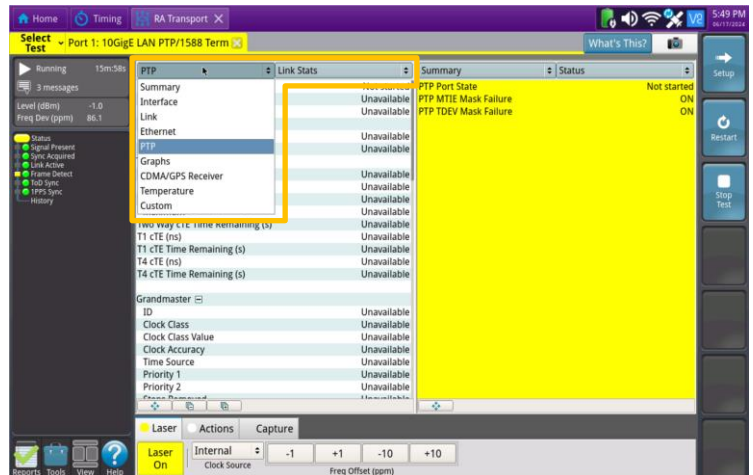 Home Timing RA Transport X 5:49 PM
06/17/2024
Select Test Port 1: 10GigE LAN PTP/1588 Term What's This?
Running 15m:58s
3 messages
Level (dBm) -1.0
Freq Dev (ppm) 86.1
Status
Signal Present
Sync Acquired
Link Active
Frame Detect
ToD Sync
1PPS Sync
History
PTP Link Stats
Summary
Interface
Link
Ethernet
PTP
Graphs
CDMA/GPS Receiver
Temperature
Custom
Unavailable
Unavailable
Unavailable
Unavailable
Unavailable
Unavailable
Unavailable
Two Way cTE Time Remaining (s) Unavailable
T1 cTE (ns) Unavailable
T1 cTE Time Remaining (s) Unavailable
T4 cTE (ns) Unavailable
T4 cTE Time Remaining (s) Unavailable
Grandmaster
ID Unavailable
Clock Class Unavailable
Clock Class Value Unavailable
Clock Accuracy Unavailable
Time Source Unavailable
Priority 1 Unavailable
Priority 2 Unavailable
Summary Status
PTP Port State Not started
PTP MTIE Mask Failure ON
PTP TDEV Mask Failure ON
Setup
Restart
Stop Test
Laser Actions Capture
Laser On
Internal
Clock Source
-1 +1 -10 +10
Freq Offset (ppm)
Reports Tools View Help